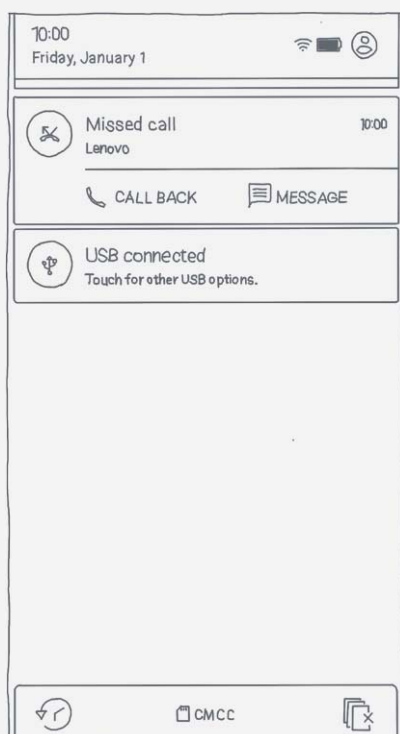 10:00
Friday, January 1
Missed call
10:00
Lenovo
CALL BACK
MESSAGE
USB connected
Touch for other USB options.
CMCC